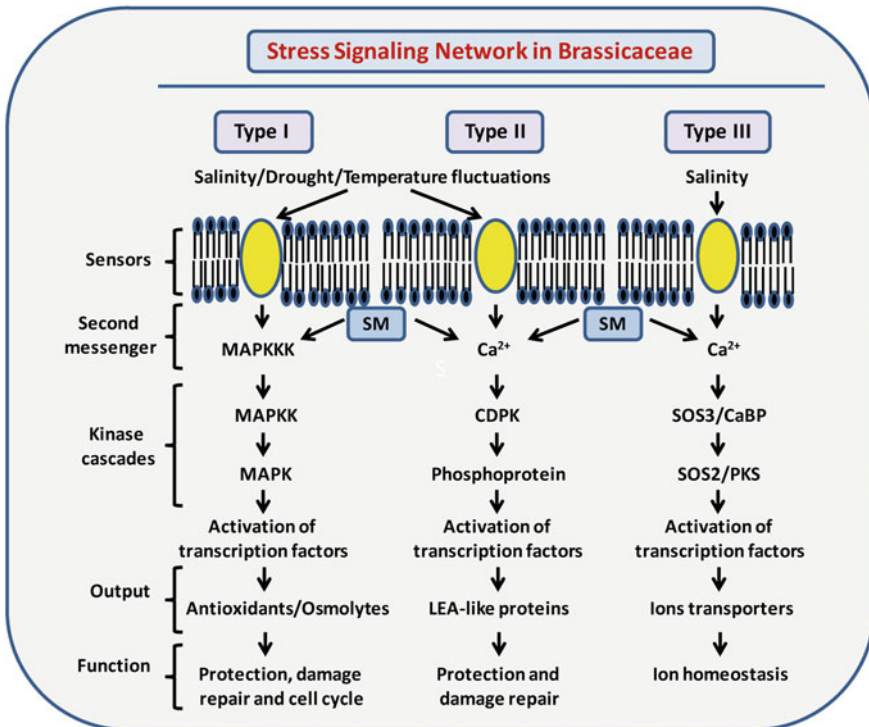 Stress Signaling Network in Brassicaceae
Type I
Type II
Type III
Salinity/Drought/Temperature fluctuations
Salinity
Sensors
Second
messenger
SM
SM
MAPKKK
Ca²⁺
Ca²⁺
S
Kinase
cascades
MAPKK
CDPK
SOS3/CaBP
MAPK
Phosphoprotein
SOS2/PKS
Activation of
transcription factors
Activation of
transcription factors
Activation of
transcription factors
Output
Antioxidants/Osmolytes
LEA-like proteins
Ions transporters
Function
Protection, damage
repair and cell cycle
Protection and
damage repair
Ion homeostasis